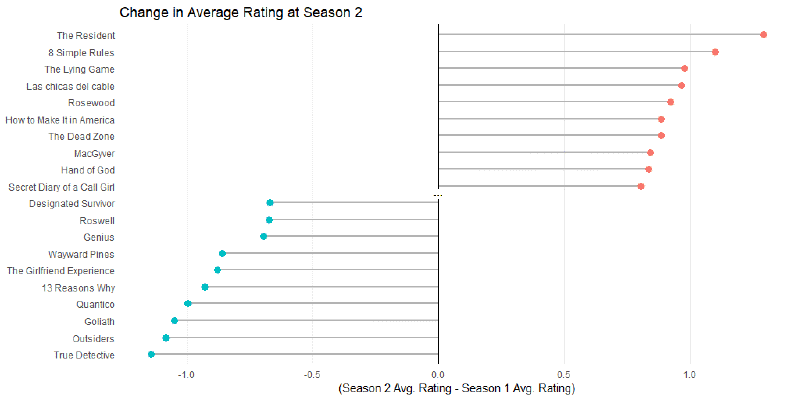 Change in Average Rating at Season 2
The Resident
8 Simple Rules
The Lying Game
Las chicas del cable
Rosewood
How to Make It in America
The Dead Zone
MacGyver
Hand of God
Secret Diary of a Call Girl
...
Designated Survivor
Roswell
Genius
Wayward Pines
The Girlfriend Experience
13 Reasons Why
Quantico
Goliath
Outsiders
True Detective
-1.0 -0.5 0.0 0.5 1.0
(Season 2 Avg. Rating - Season 1 Avg. Rating)